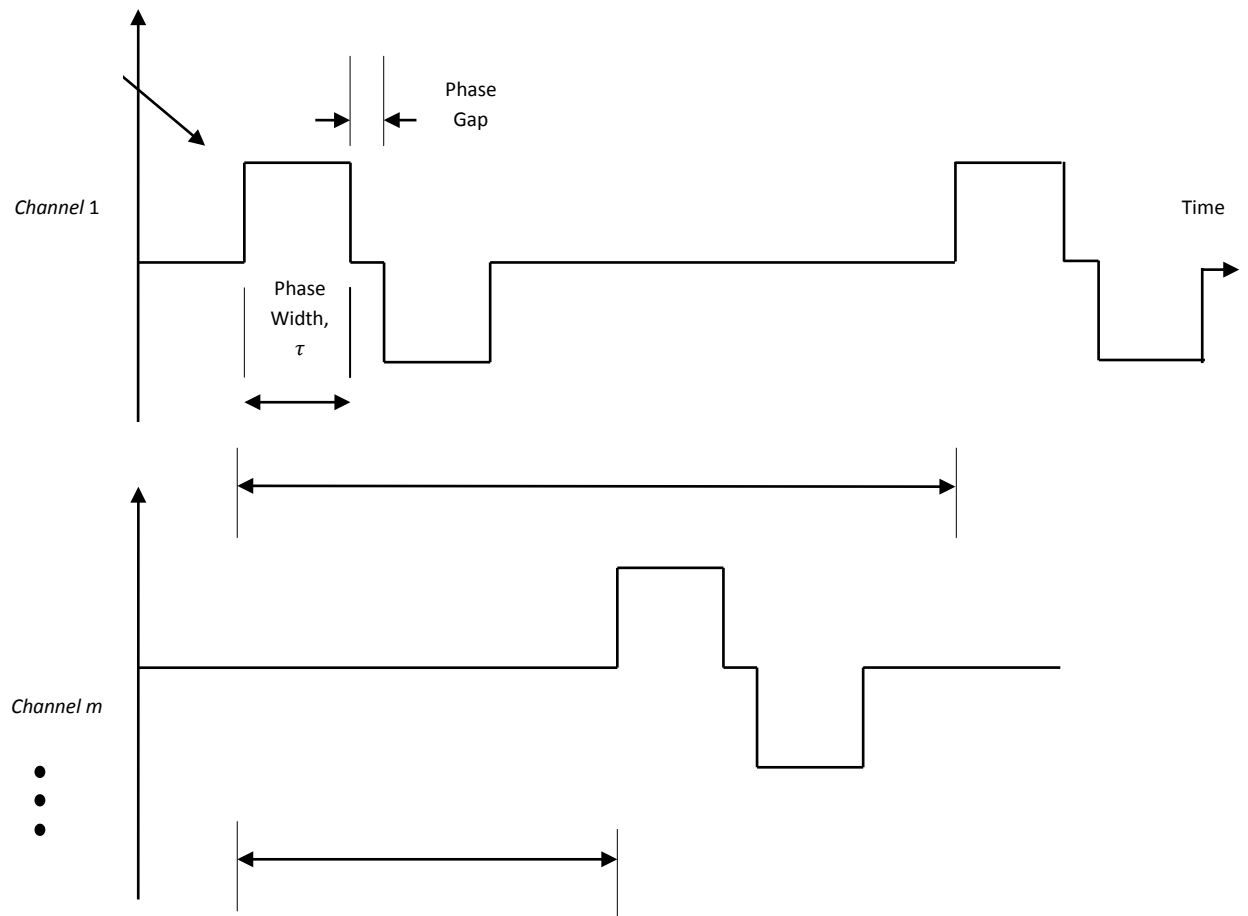 Phase
Gap
Channel 1
Time
Phase
Width,
τ
Channel m